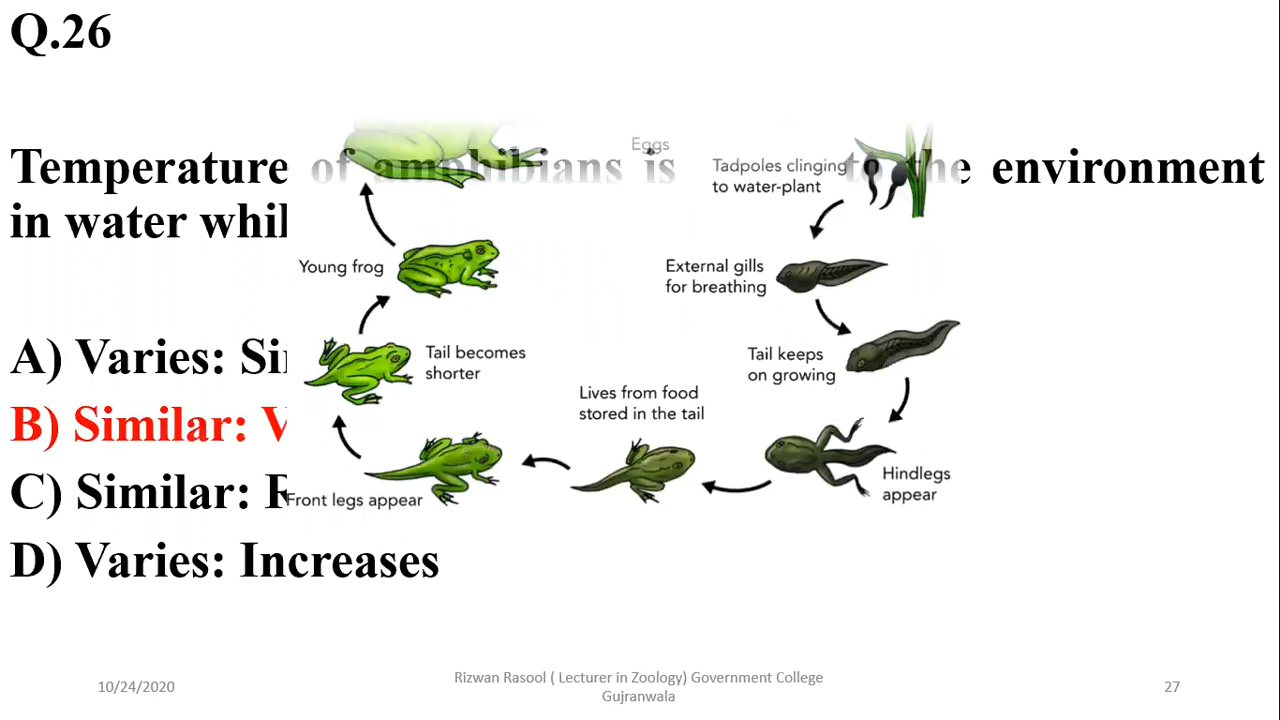 Q.26
Temperature of amphibians is to the environment
in water whil
A) Varies: Si
B) Similar: V
C) Similar: R
D) Varies: Increases
Eggs
Tadpoles clinging
to water-plant
External gills
for breathing
Tail keeps
on growing
Hindlegs
appear
Lives from food
stored in the tail
Front legs appear
Tail becomes
shorter
Young frog
10/24/2020
Rizwan Rasool ( Lecturer in Zoology) Government College
Gujranwala
27